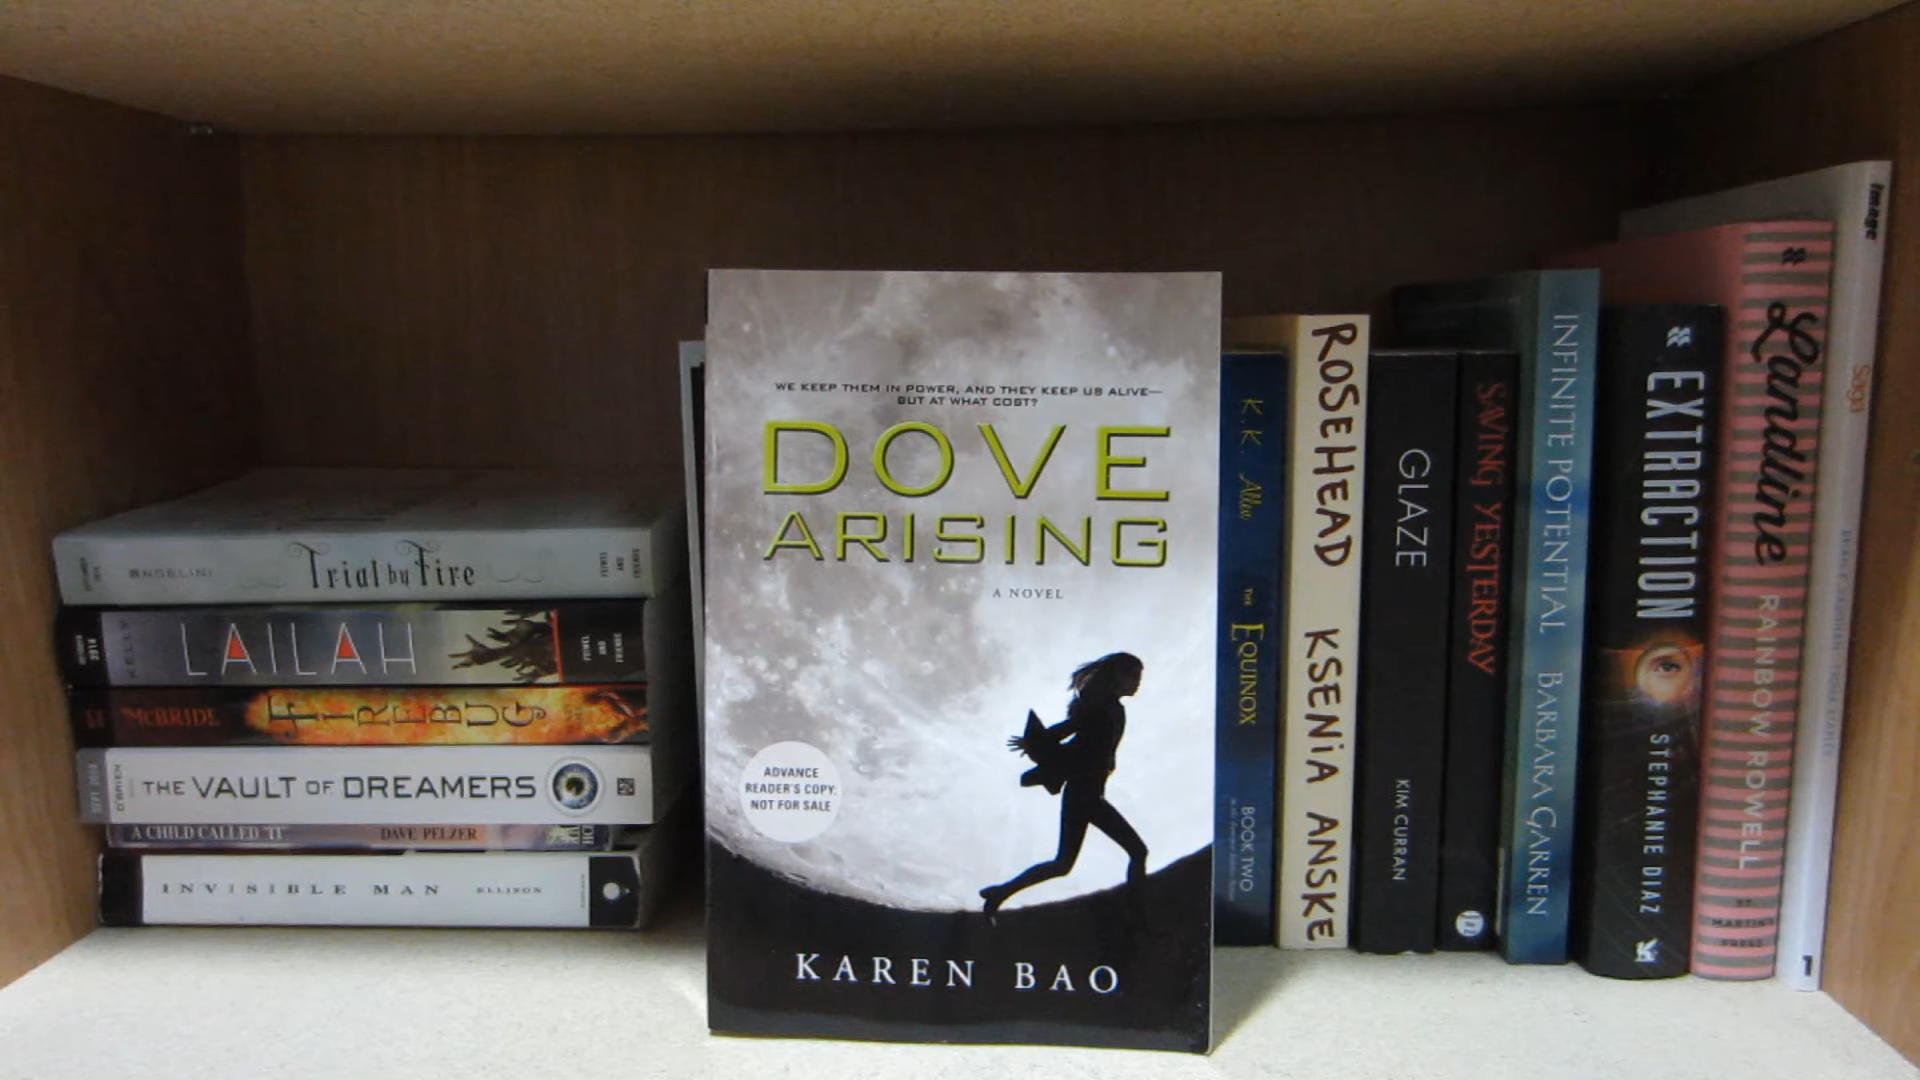 ANGELINI Trial by Fire
LAILAH
McBRIDE FIREBUG
O'BRIEN THE VAULT OF DREAMERS
A CHILD CALLED "IT" DAVE PELZER
INVISIBLE MAN ELLISON
WE KEEP THEM IN POWER, AND THEY KEEP US ALIVE—
BUT AT WHAT COST?
DOVE
ARISING
A NOVEL
ADVANCE
READER'S COPY:
NOT FOR SALE
KAREN BAO
K. K. Allen THE EQUINOX BOOK TWO
ROSEHEAD KSENIA ANSKE
GLAZE KIM CURRAN
SAVING YESTERDAY
INFINITE POTENTIAL BARBARA GARREN
EXTRACTION STEPHANIE DIAZ
Landline RAINBOW ROWELL
ST.
MARTIN'S
PRESS
image Saga 1